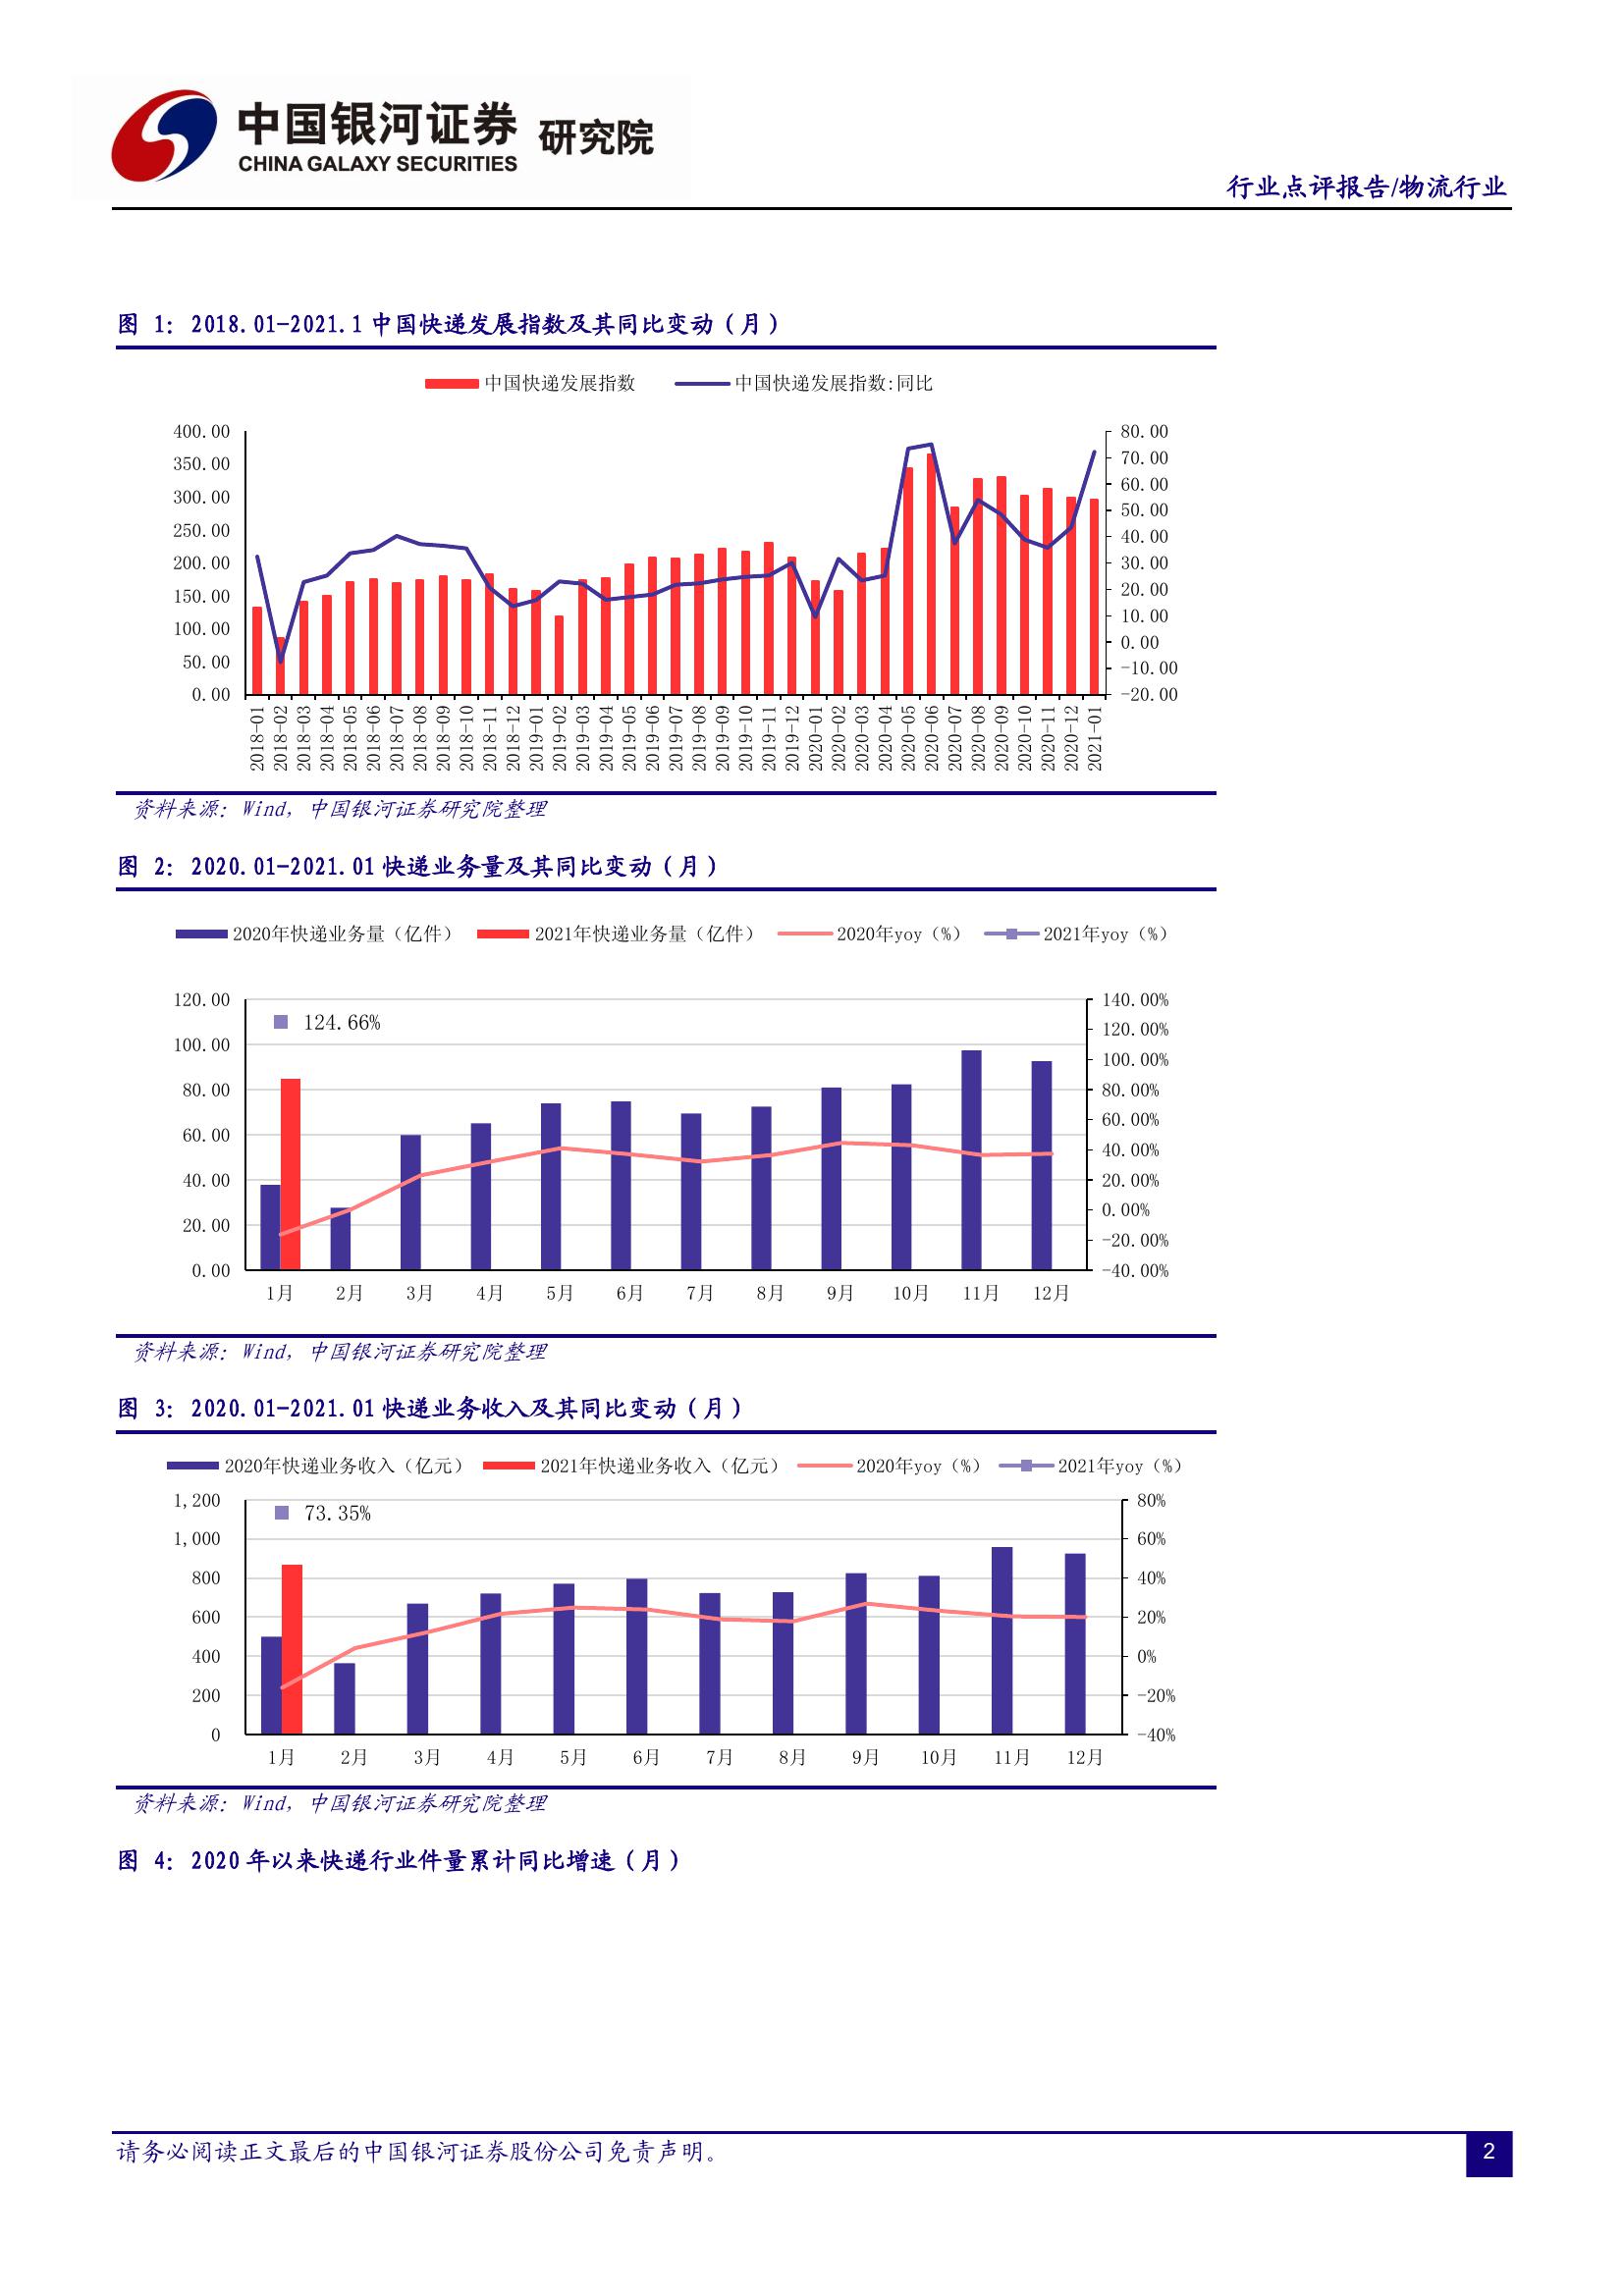 中国银河证券 研究院
CHINA GALAXY SECURITIES
行业点评报告/物流行业
图 1: 2018.01-2021.1 中国快递发展指数及其同比变动（月）
中国快递发展指数 中国快递发展指数:同比
400.00 80.00
350.00 70.00
300.00 60.00
250.00 50.00
200.00 40.00
150.00 30.00
100.00 20.00
50.00 10.00
0.00 0.00
-10.00
-20.00
2018-01 2018-02 2018-03 2018-04 2018-05 2018-06 2018-07 2018-08 2018-09 2018-10 2018-11 2018-12 2019-01 2019-02 2019-03 2019-04 2019-05 2019-06 2019-07 2019-08 2019-09 2019-10 2019-11 2019-12 2020-01 2020-02 2020-03 2020-04 2020-05 2020-06 2020-07 2020-08 2020-09 2020-10 2020-11 2020-12 2021-01
资料来源: Wind, 中国银河证券研究院整理
图 2: 2020.01-2021.01 快递业务量及其同比变动（月）
2020年快递业务量（亿件） 2021年快递业务量（亿件） 2020年yoy（%） 2021年yoy（%）
120.00 140.00%
124.66%
100.00 120.00%
80.00 100.00%
60.00 80.00%
40.00 60.00%
20.00 40.00%
0.00 20.00%
0.00%
-20.00%
-40.00%
1月 2月 3月 4月 5月 6月 7月 8月 9月 10月 11月 12月
资料来源: Wind, 中国银河证券研究院整理
图 3: 2020.01-2021.01 快递业务收入及其同比变动（月）
2020年快递业务收入（亿元） 2021年快递业务收入（亿元） 2020年yoy（%） 2021年yoy（%）
1,200 80%
73.35%
1,000 60%
800 40%
600 20%
400 0%
200 -20%
0 -40%
1月 2月 3月 4月 5月 6月 7月 8月 9月 10月 11月 12月
资料来源: Wind, 中国银河证券研究院整理
图 4: 2020 年以来快递行业件量累计同比增速（月）
请务必阅读正文最后的中国银河证券股份公司免责声明。
2